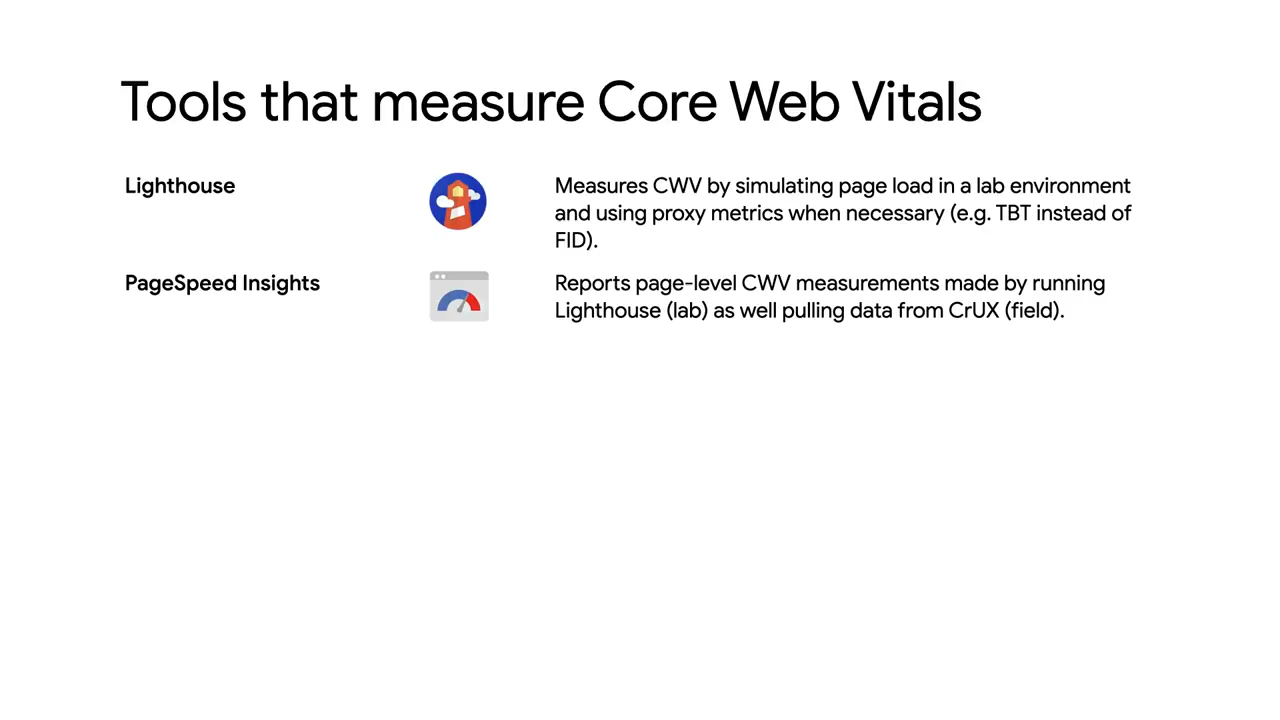 Tools that measure Core Web Vitals
Lighthouse
Measures CWV by simulating page load in a lab environment
and using proxy metrics when necessary (e.g. TBT instead of
FID).
PageSpeed Insights
Reports page-level CWV measurements made by running
Lighthouse (lab) as well pulling data from CrUX (field).